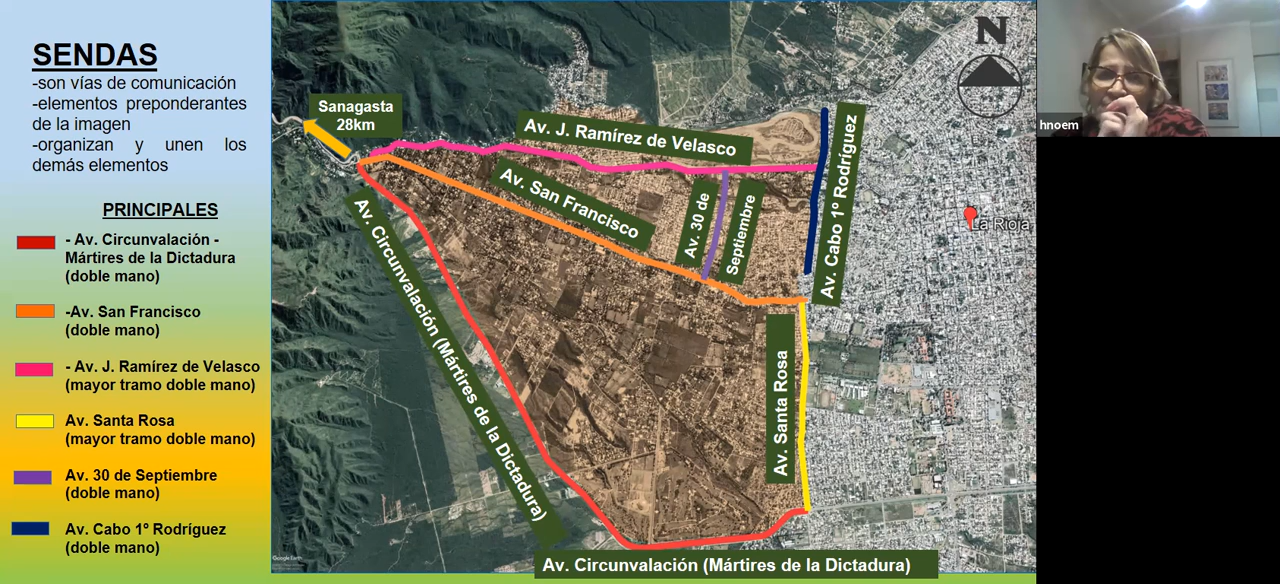 SENDAS
-son vías de comunicación
-elementos preponderantes
de la imagen
-organizan y unen los
demás elementos
PRINCIPALES
- Av. Circunvalación -
Mártires de la Dictadura
(doble mano)
-Av. San Francisco
(doble mano)
- Av. J. Ramírez de Velasco
(mayor tramo doble mano)
Av. Santa Rosa
(mayor tramo doble mano)
Av. 30 de Septiembre
(doble mano)
Av. Cabo 1º Rodríguez
(doble mano)
Sanagasta
28km
N
Av. J. Ramírez de Velasco
Av. San Francisco
Av. 30 de
Septiembre
Av. Cabo 1º Rodríguez
La Rioja
Av. Circunvalación (Mártires de la Dictadura)
Av. Santa Rosa
Av. Circunvalación (Mártires de la Dictadura)
Google Earth
hnoem